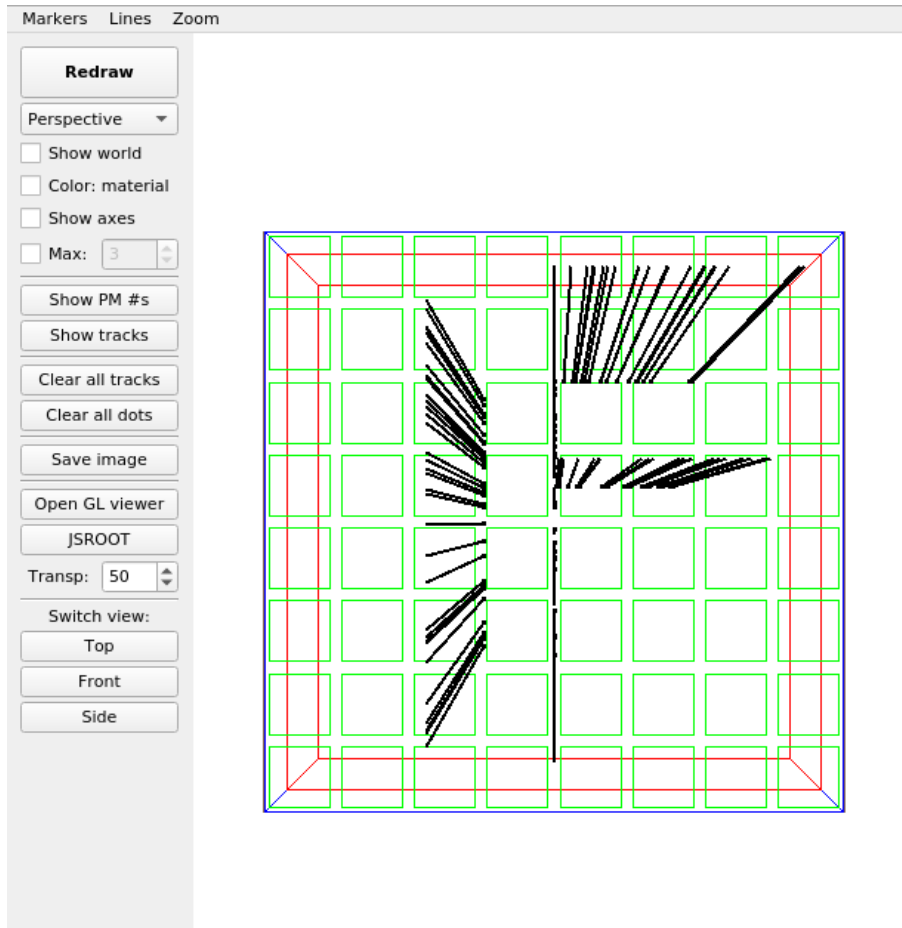 Markers Lines Zoom
Redraw
Perspective
Show world
Color: material
Show axes
Max: 3
Show PM #s
Show tracks
Clear all tracks
Clear all dots
Save image
Open GL viewer
JSROOT
Transp: 50
Switch view:
Top
Front
Side